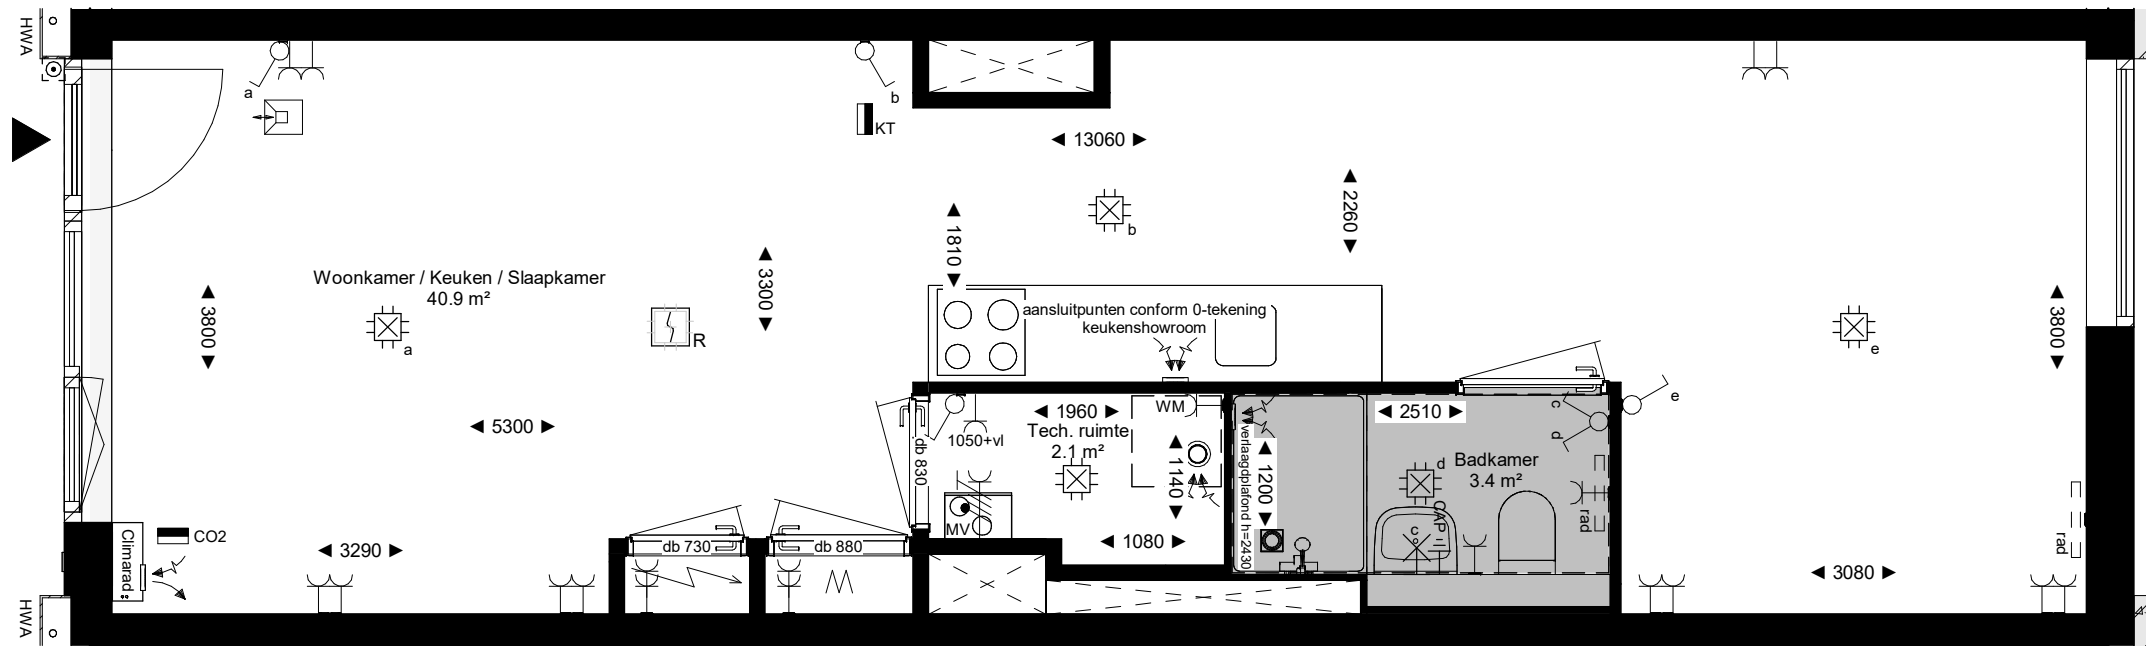 HWA
a
b
KT
13060
2260
b
1810
Woonkamer / Keuken / Slaapkamer
40.9 m²
3300
3800
a
R
aansluitpunten conform 0-tekening
keukenshowroom
3800
e
5300
db 830
1050+vl
1960
Tech. ruimte
2.1 m²
WM
1140
verlaagdplafond h=2430
1200
2510
c
d
e
Badkamer
3.4 m²
d
CAP
c
rad
MV
1080
db 730
db 880
CO2
Climarad
3290
3080
rad
HWA